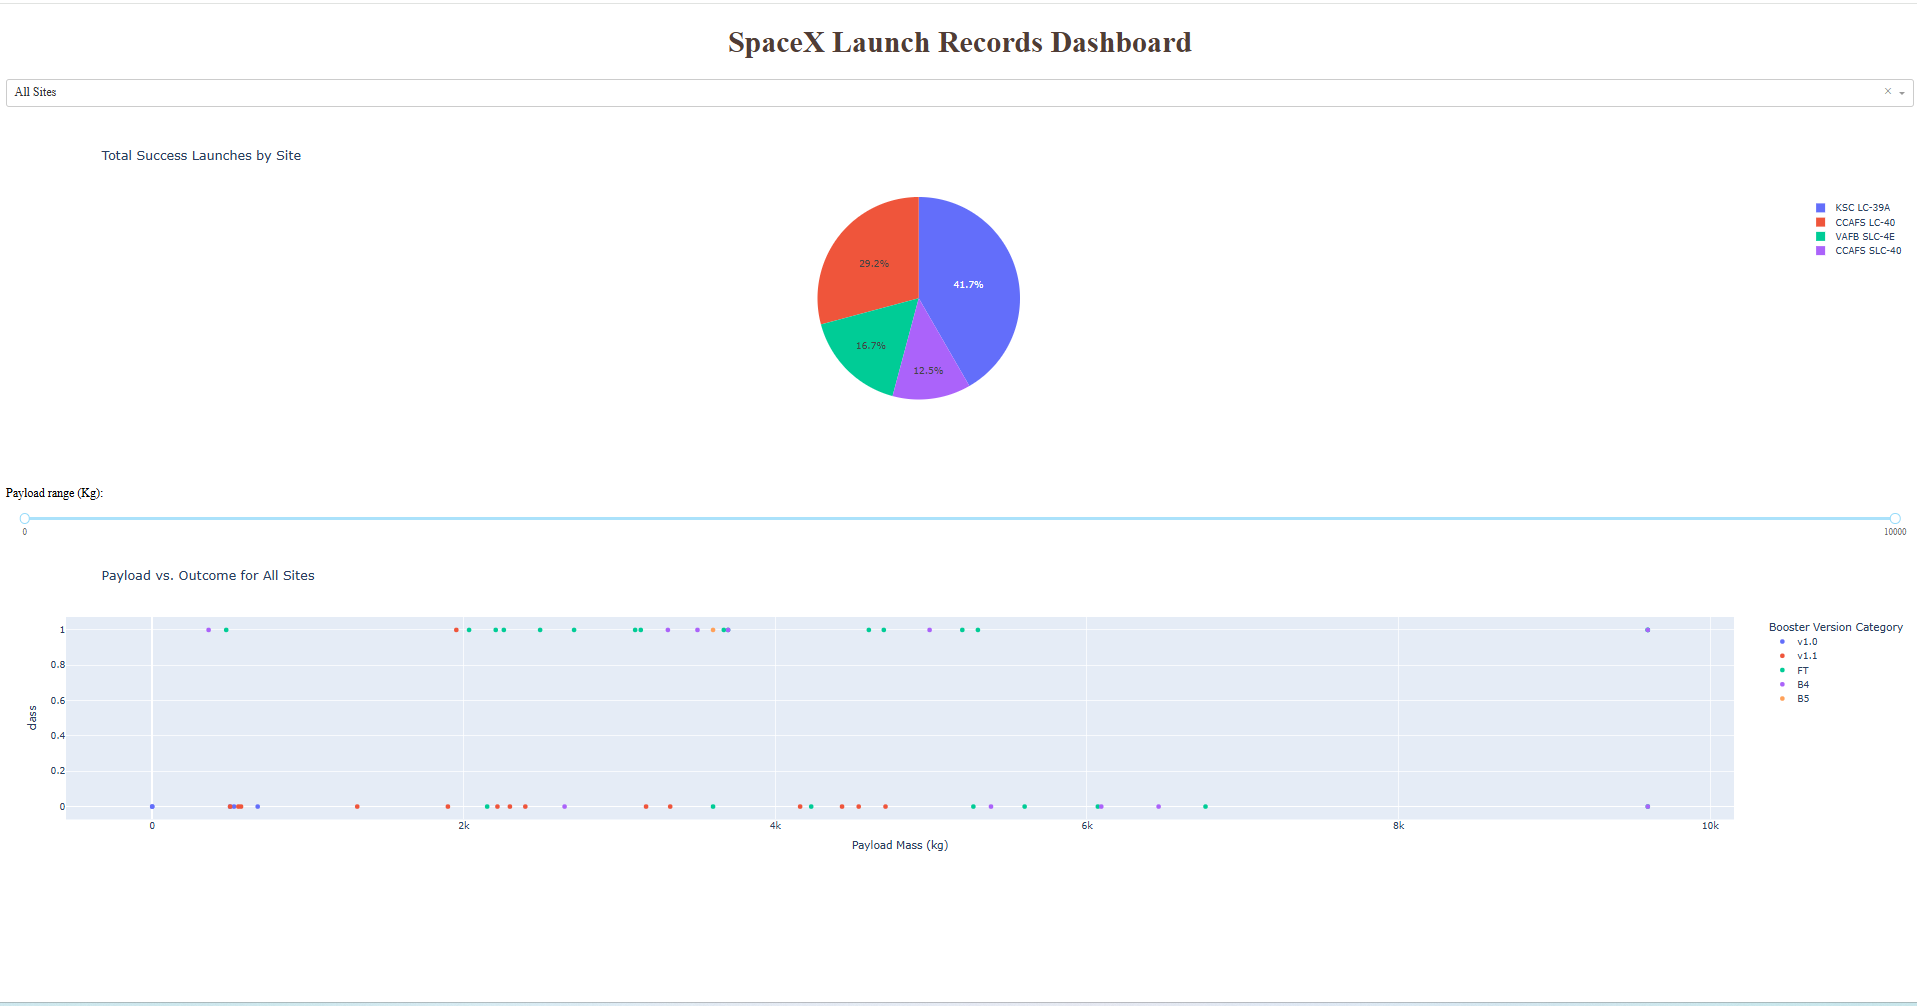 SpaceX Launch Records Dashboard
All Sites
×
Total Success Launches by Site
KSC LC-39A
CCAFS LC-40
VAFB SLC-4E
CCAFS SLC-40
29.2%
41.7%
16.7%
12.5%
Payload range (Kg):
0 10000
Payload vs. Outcome for All Sites
Booster Version Category
v1.0
v1.1
FT
B4
B5
1
0.8
0.6
0.4
0.2
0
class
0 2k 4k 6k 8k 10k
Payload Mass (kg)